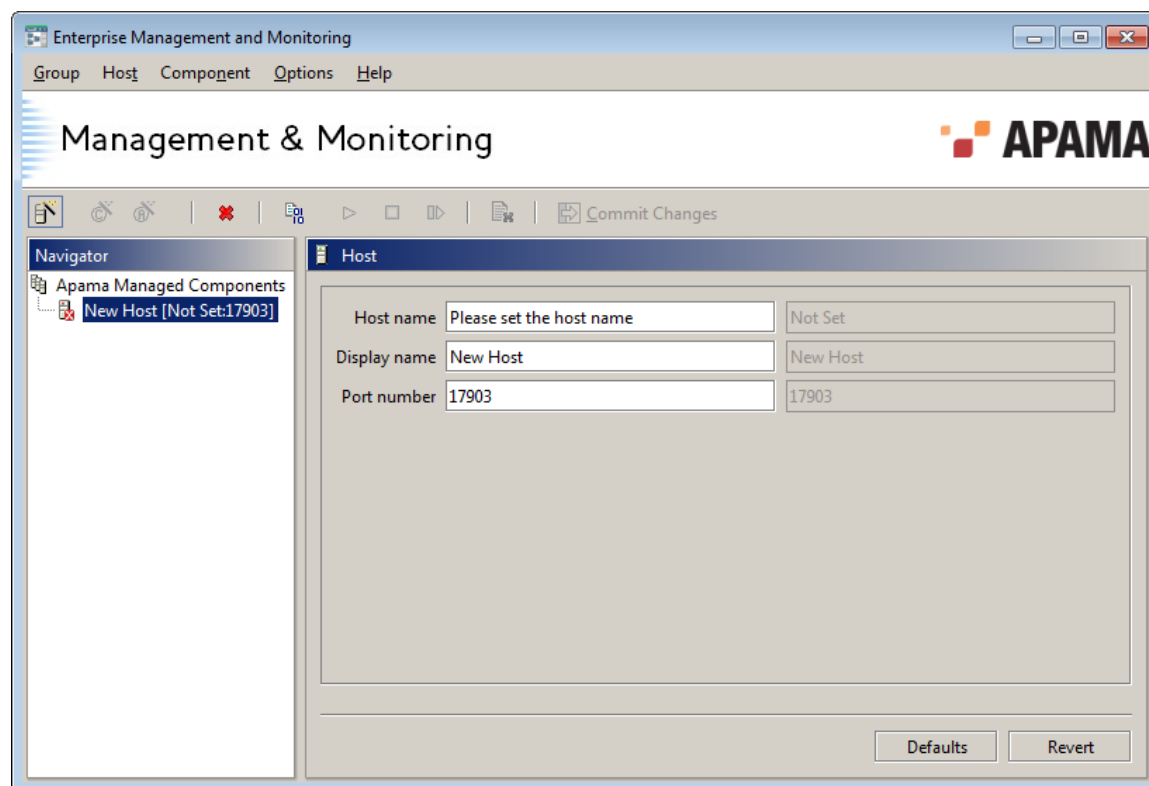 Enterprise Management and Monitoring
Group Host Component Options Help
Management & Monitoring
APAMA
Commit Changes
Navigator
Apama Managed Components
New Host [Not Set:17903]
Host
Host name Please set the host name Not Set
Display name New Host New Host
Port number 17903 17903
Defaults Revert